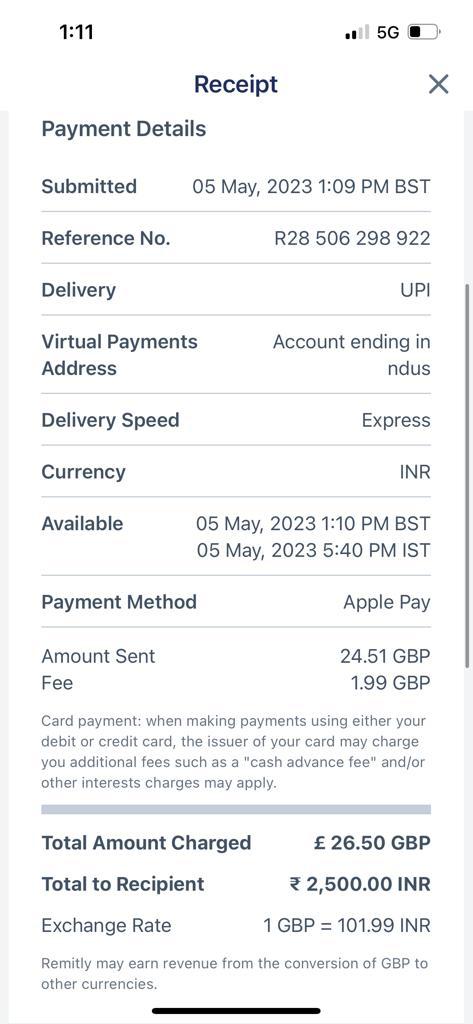 1:11 5G
Receipt
Payment Details
Submitted 05 May, 2023 1:09 PM BST
Reference No. R28 506 298 922
Delivery UPI
Virtual Payments Account ending in
Address ndus
Delivery Speed Express
Currency INR
Available 05 May, 2023 1:10 PM BST
05 May, 2023 5:40 PM IST
Payment Method Apple Pay
Amount Sent 24.51 GBP
Fee 1.99 GBP
Card payment: when making payments using either your
debit or credit card, the issuer of your card may charge
you additional fees such as a "cash advance fee" and/or
other interests charges may apply.
Total Amount Charged £ 26.50 GBP
Total to Recipient ₹ 2,500.00 INR
Exchange Rate 1 GBP = 101.99 INR
Remitly may earn revenue from the conversion of GBP to
other currencies.